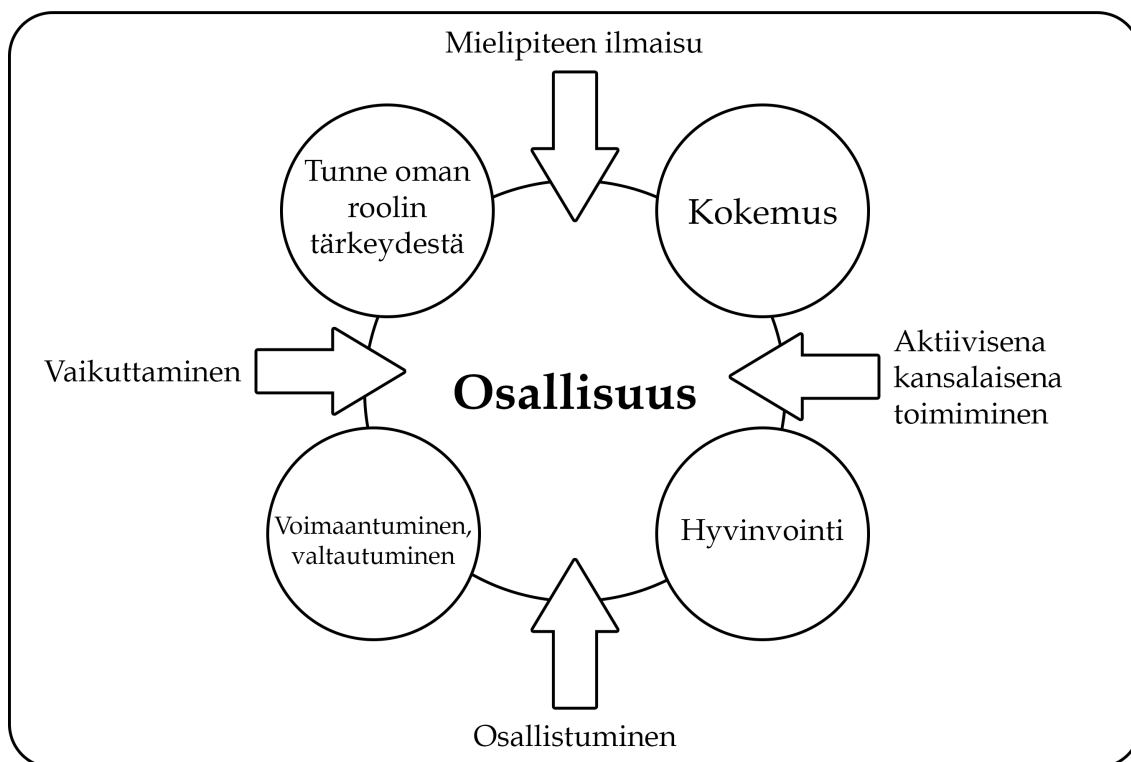 Mielipiteen ilmaisu
Tunne oman
roolin
tärkeydestä
Kokemus
Vaikuttaminen
Osallisuus
Aktiivisena
kansalaisena
toimiminen
Voimaantuminen,
valtautuminen
Hyvinvointi
Osallistuminen